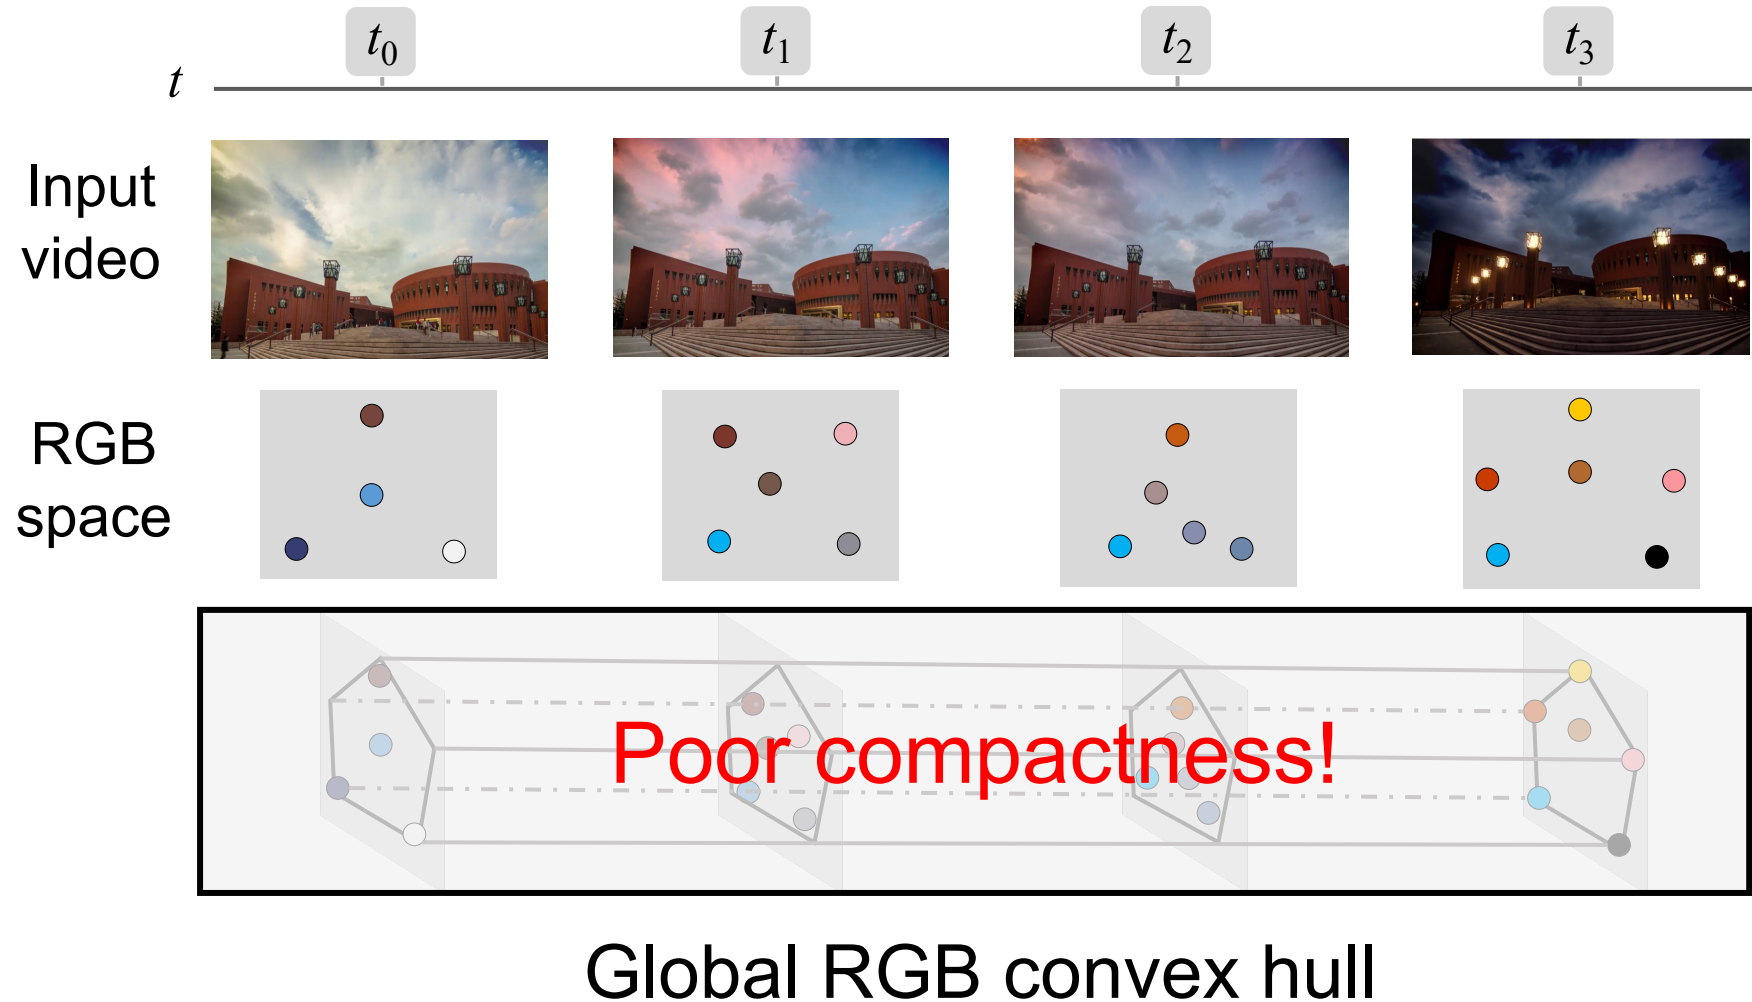 t₀ t₁ t₂ t₃
t
Input
video
RGB
space
Poor compactness!
Global RGB convex hull